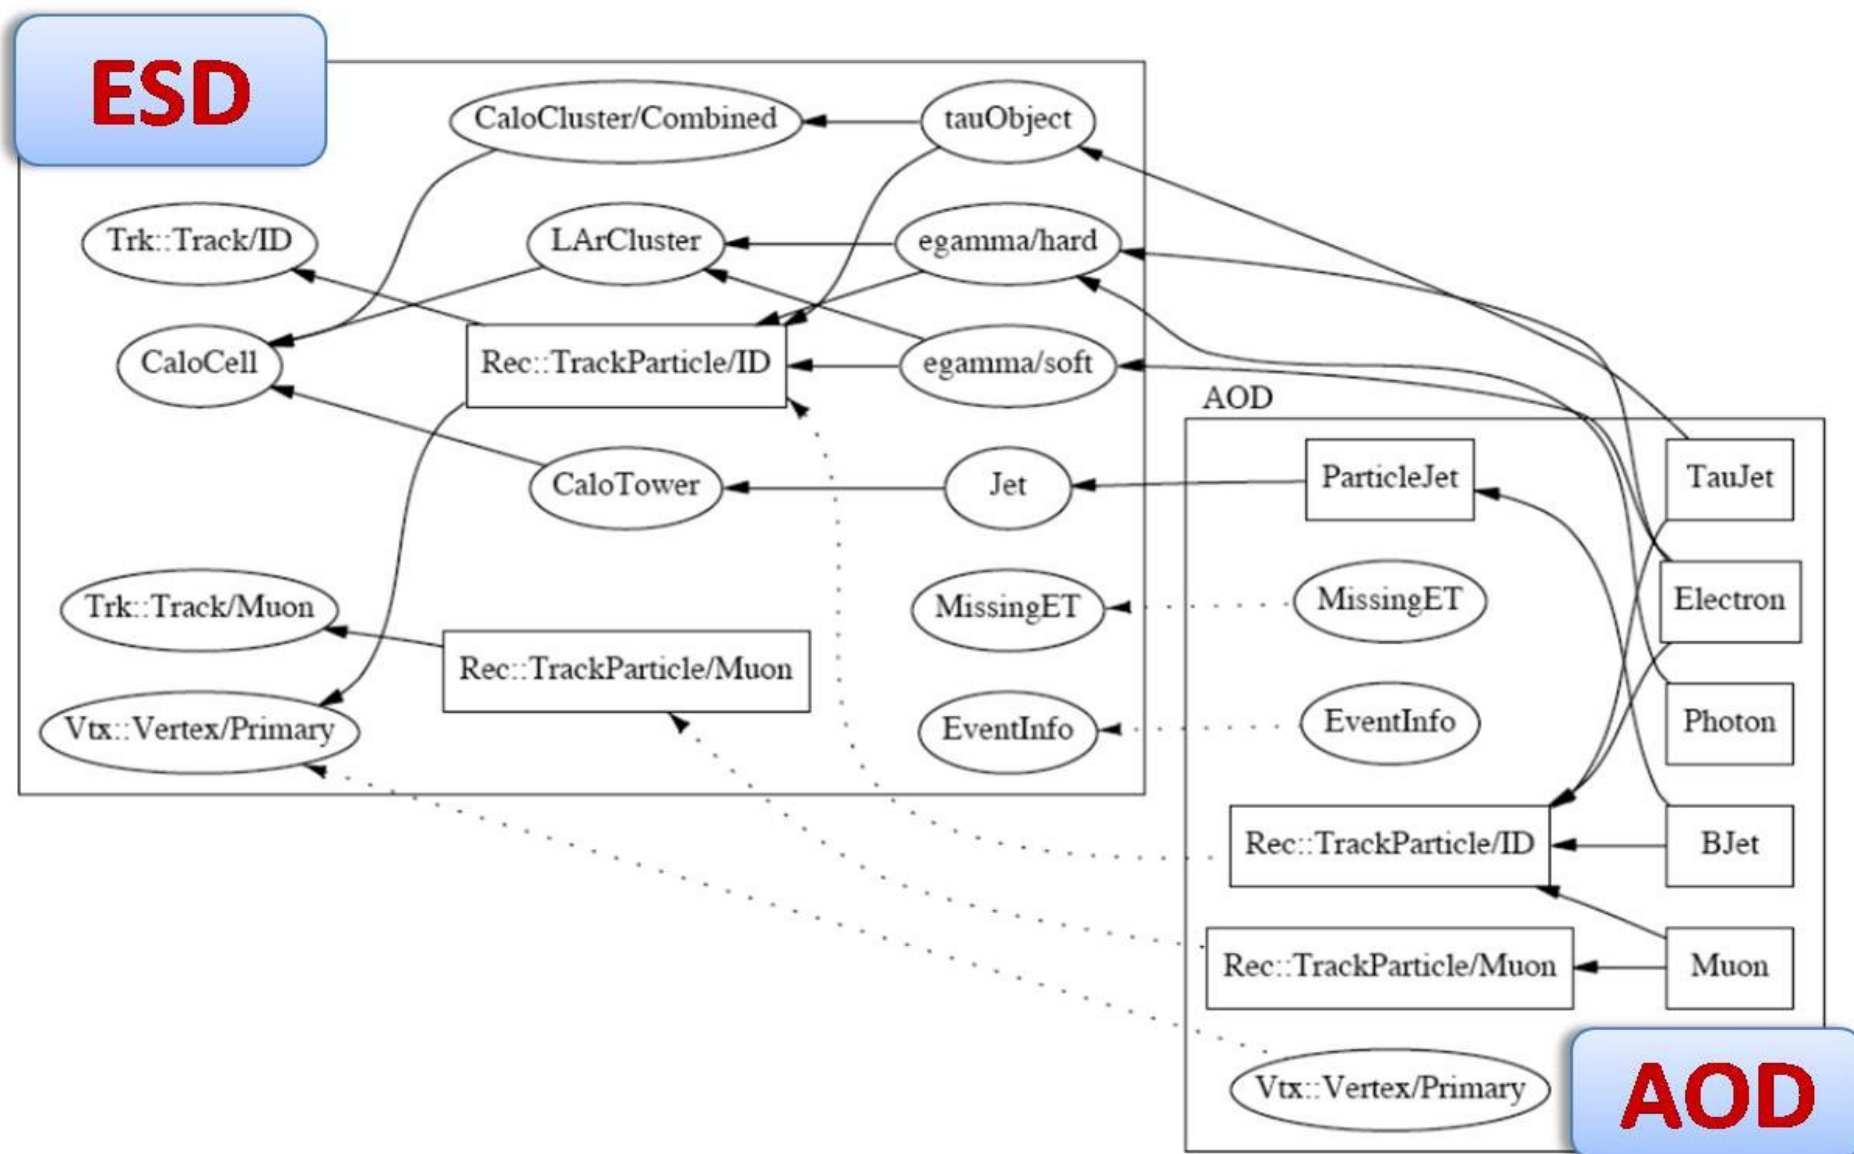 ESD
CaloCluster/Combined
tauObject
Trk::Track/ID
LArCluster
egamma/hard
CaloCell
Rec::TrackParticle/ID
egamma/soft
CaloTower
Jet
Trk::Track/Muon
Rec::TrackParticle/Muon
MissingET
Vtx::Vertex/Primary
EventInfo
AOD
ParticleJet
TauJet
MissingET
Electron
EventInfo
Photon
Rec::TrackParticle/ID
BJet
Rec::TrackParticle/Muon
Muon
Vtx::Vertex/Primary
AOD